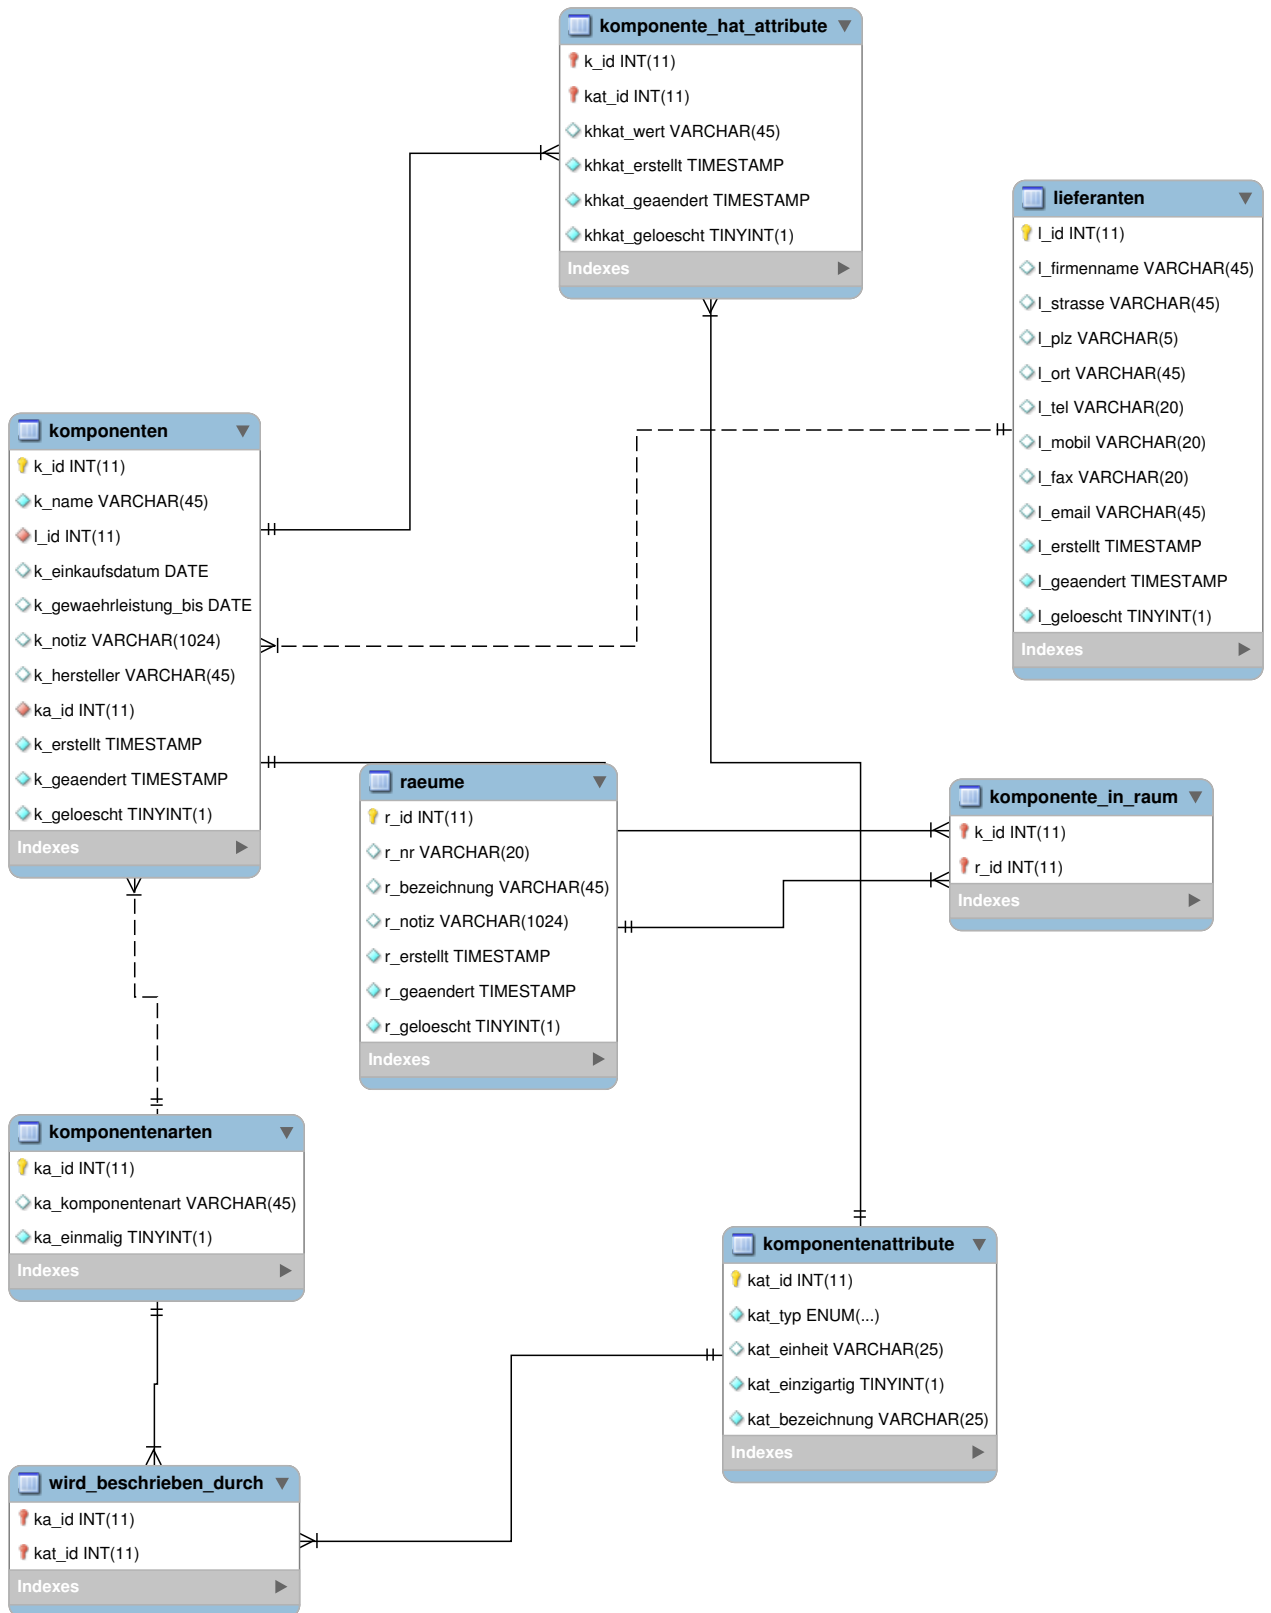 komponente_hat_attribute
k_id INT(11)
kat_id INT(11)
khkat_wert VARCHAR(45)
khkat_erstellt TIMESTAMP
khkat_geaendert TIMESTAMP
khkat_geloescht TINYINT(1)
Indexes
lieferanten
l_id INT(11)
l_firmenname VARCHAR(45)
l_strasse VARCHAR(45)
l_plz VARCHAR(5)
l_ort VARCHAR(45)
l_tel VARCHAR(20)
l_mobil VARCHAR(20)
l_fax VARCHAR(20)
l_email VARCHAR(45)
l_erstellt TIMESTAMP
l_geaendert TIMESTAMP
l_geloescht TINYINT(1)
Indexes
komponenten
k_id INT(11)
k_name VARCHAR(45)
l_id INT(11)
k_einkaufsdatum DATE
k_gewaehrleistung_bis DATE
k_notiz VARCHAR(1024)
k_hersteller VARCHAR(45)
ka_id INT(11)
k_erstellt TIMESTAMP
k_geaendert TIMESTAMP
k_geloescht TINYINT(1)
Indexes
raeume
r_id INT(11)
r_nr VARCHAR(20)
r_bezeichnung VARCHAR(45)
r_notiz VARCHAR(1024)
r_erstellt TIMESTAMP
r_geaendert TIMESTAMP
r_geloescht TINYINT(1)
Indexes
komponente_in_raum
k_id INT(11)
r_id INT(11)
Indexes
komponentenarten
ka_id INT(11)
ka_komponentenart VARCHAR(45)
ka_einmalig TINYINT(1)
Indexes
komponentenattribute
kat_id INT(11)
kat_typ ENUM(...)
kat_einheit VARCHAR(25)
kat_einzigartig TINYINT(1)
kat_bezeichnung VARCHAR(25)
Indexes
wird_beschrieben_durch
ka_id INT(11)
kat_id INT(11)
Indexes